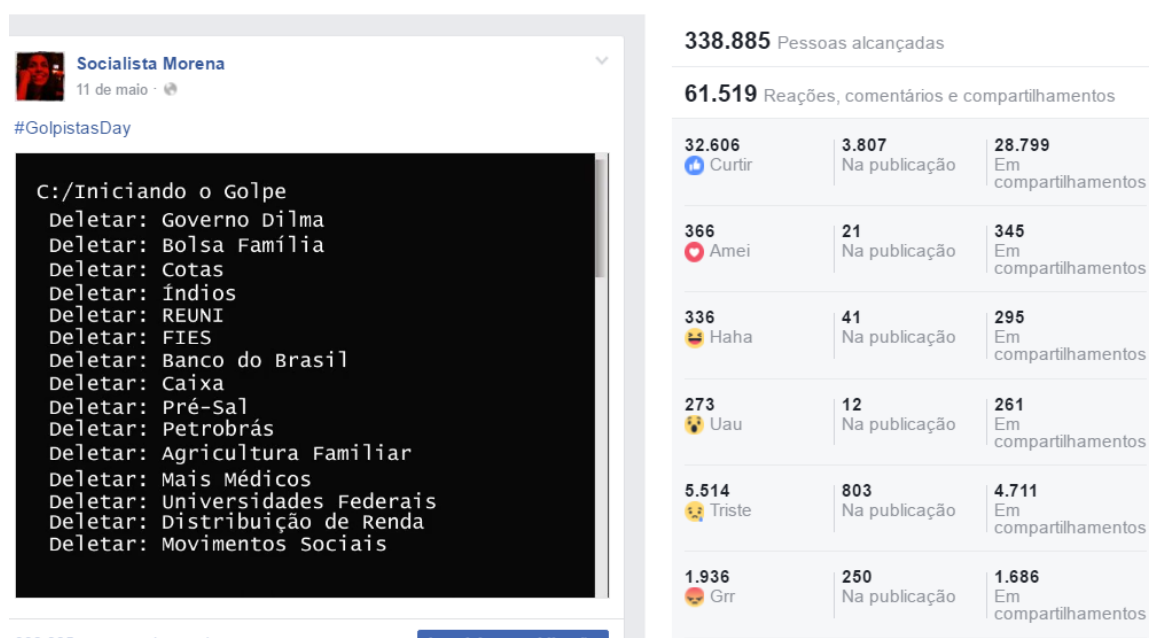 Socialista Morena
11 de maio ·
#GolpistasDay
C:/Iniciando o Golpe
Deletar: Governo Dilma
Deletar: Bolsa Família
Deletar: Cotas
Deletar: Índios
Deletar: REUNI
Deletar: FIES
Deletar: Banco do Brasil
Deletar: Caixa
Deletar: Pré-Sal
Deletar: Petrobrás
Deletar: Agricultura Familiar
Deletar: Mais Médicos
Deletar: Universidades Federais
Deletar: Distribuição de Renda
Deletar: Movimentos Sociais
338.885 Pessoas alcançadas
61.519 Reações, comentários e compartilhamentos
32.606 3.807 28.799
Curtir Na publicação Em
compartilhamentos
366 21 345
Amei Na publicação Em
compartilhamentos
336 41 295
Haha Na publicação Em
compartilhamentos
273 12 261
Uau Na publicação Em
compartilhamentos
5.514 803 4.711
Triste Na publicação Em
compartilhamentos
1.936 250 1.686
Grr Na publicação Em
compartilhamentos